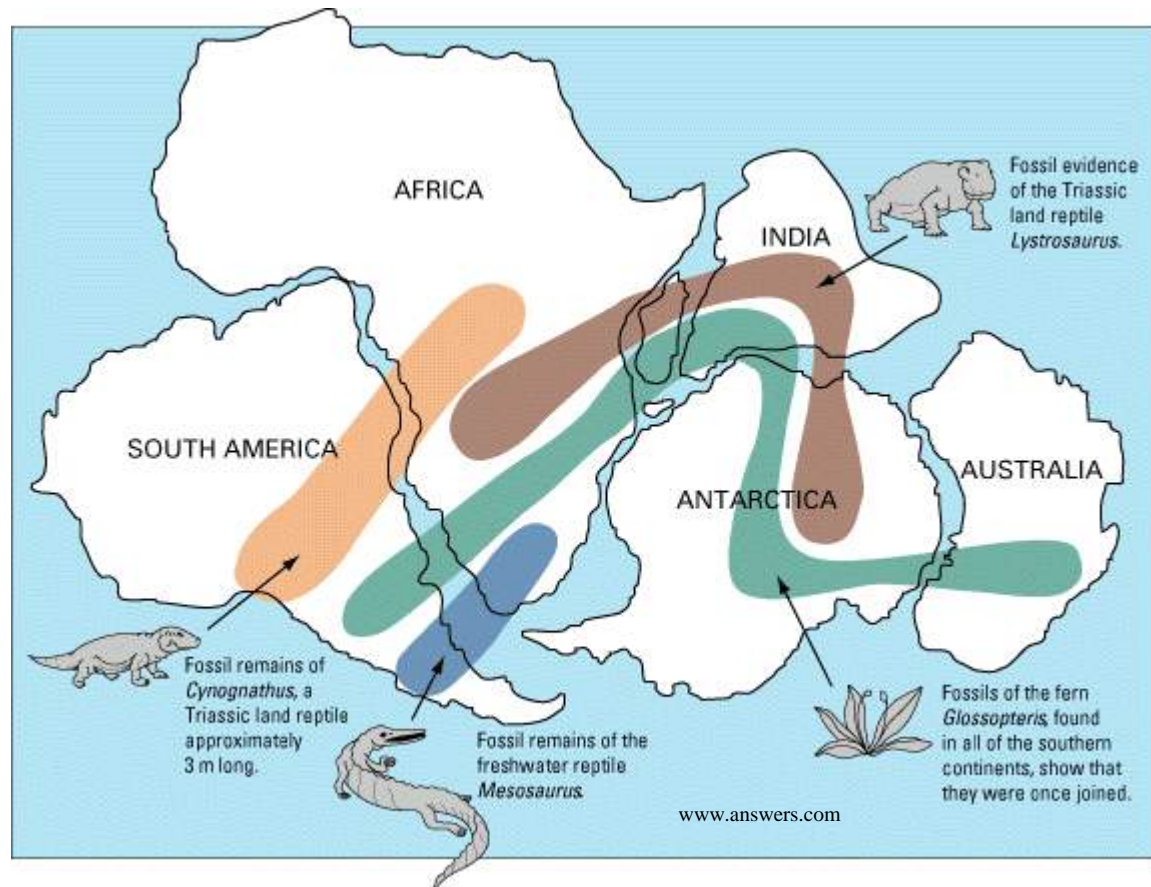 AFRICA
INDIA
Fossil evidence
of the Triassic
land reptile
Lystrosaurus.
SOUTH AMERICA
ANTARCTICA
AUSTRALIA
Fossil remains of
Cynognathus, a
Triassic land reptile
approximately
3 m long.
Fossil remains of the
freshwater reptile
Mesosaurus.
Fossils of the fern
Glossopteris, found
in all of the southern
continents, show that
they were once joined.
www.answers.com